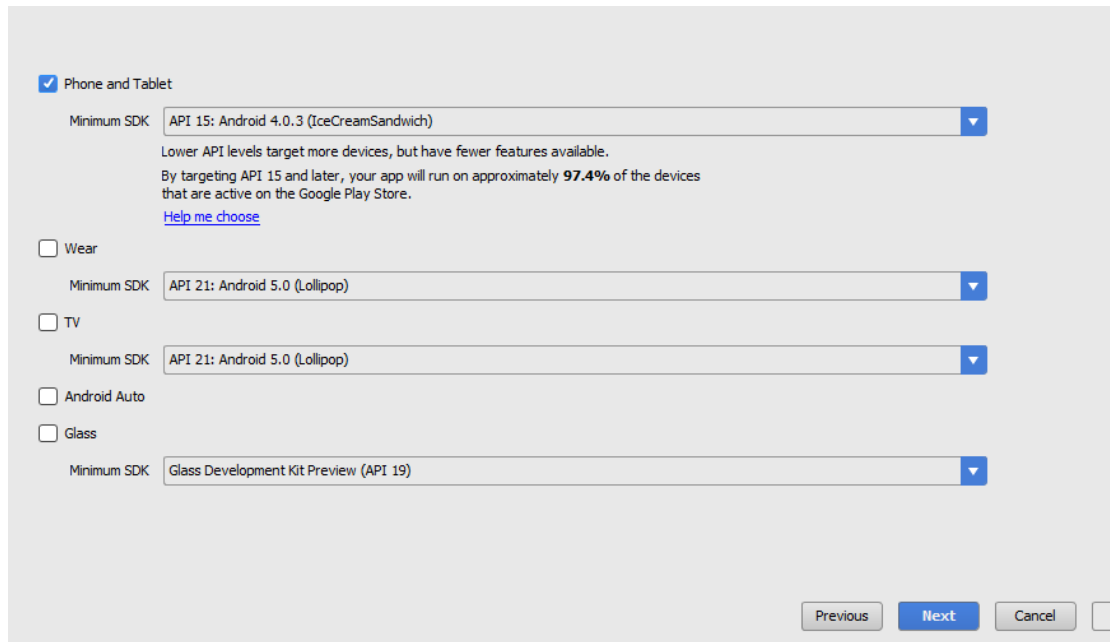 Phone and Tablet
Minimum SDK API 15: Android 4.0.3 (IceCreamSandwich)
Lower API levels target more devices, but have fewer features available.
By targeting API 15 and later, your app will run on approximately 97.4% of the devices
that are active on the Google Play Store.
Help me choose
Wear
Minimum SDK API 21: Android 5.0 (Lollipop)
TV
Minimum SDK API 21: Android 5.0 (Lollipop)
Android Auto
Glass
Minimum SDK Glass Development Kit Preview (API 19)
Previous Next Cancel